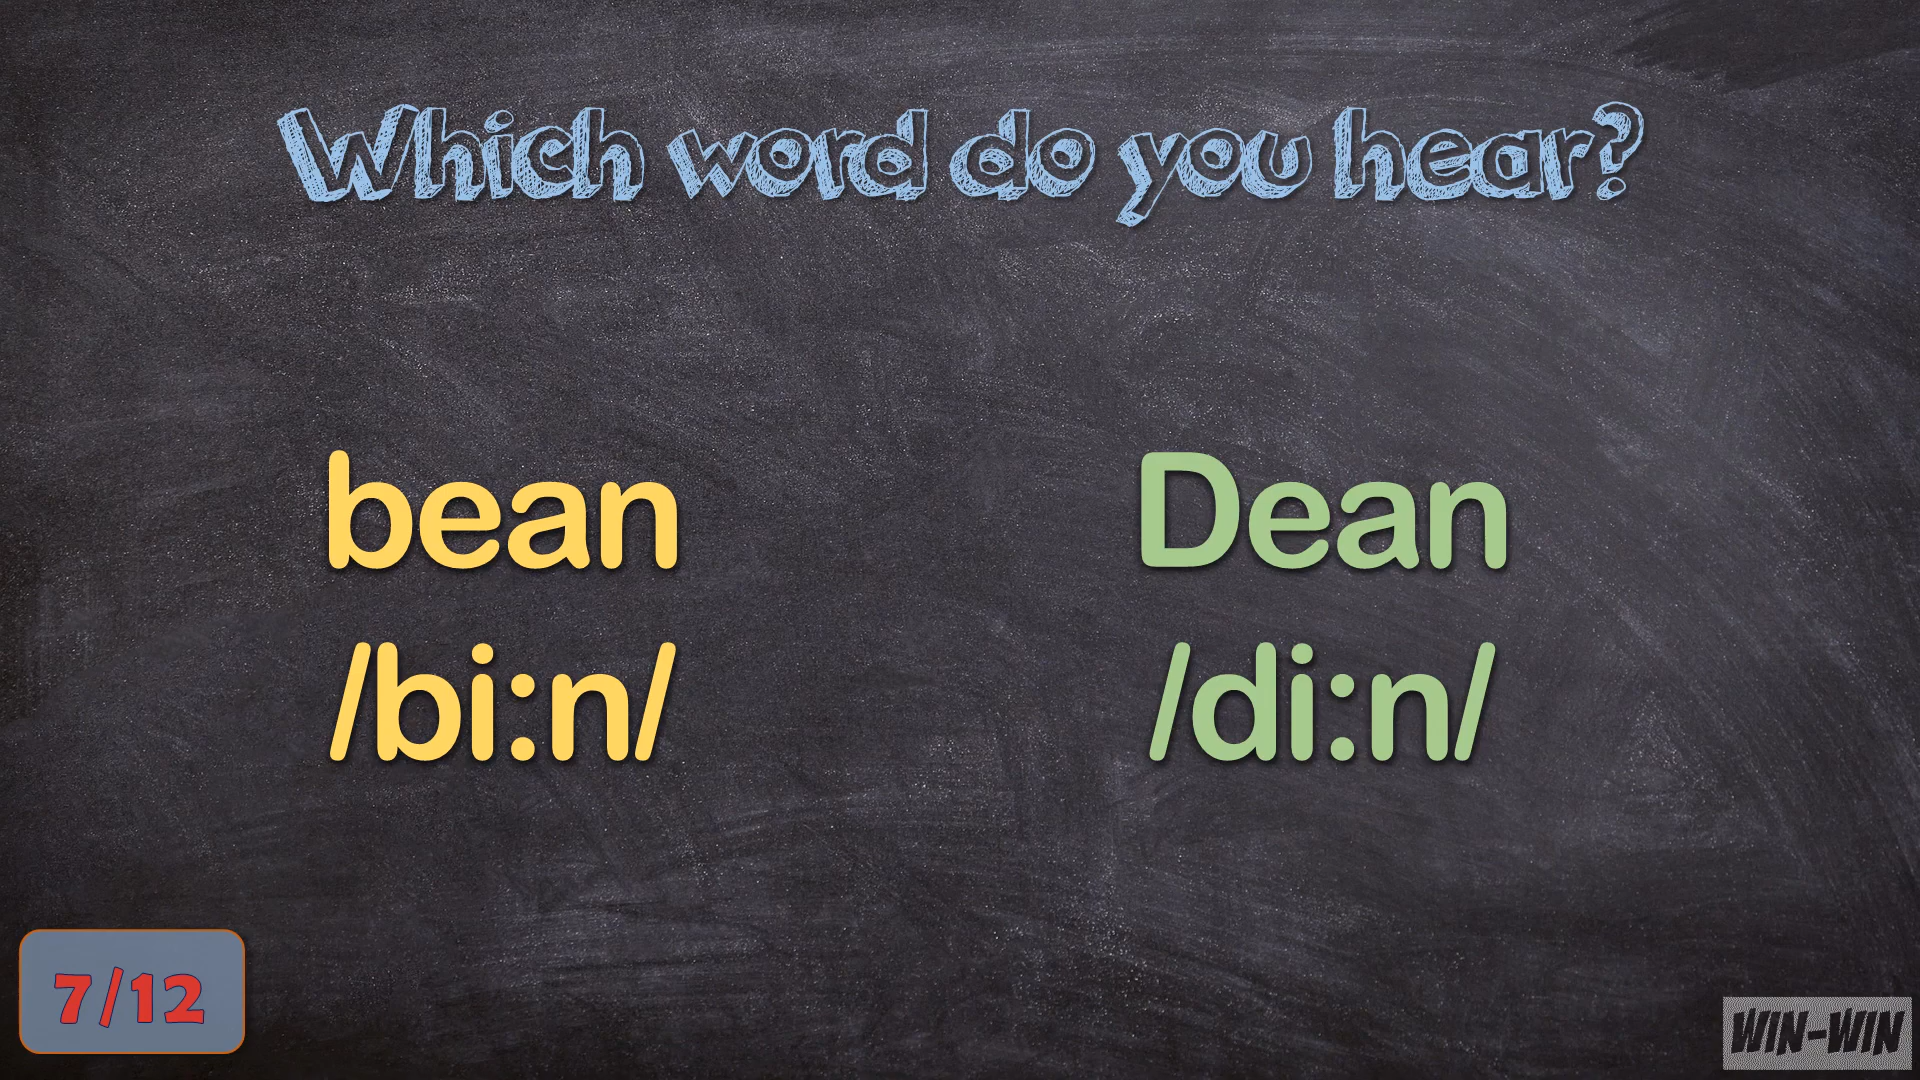 Which word do you hear?
bean
Dean
/bi:n/
/di:n/
7/12
WIN-WIN